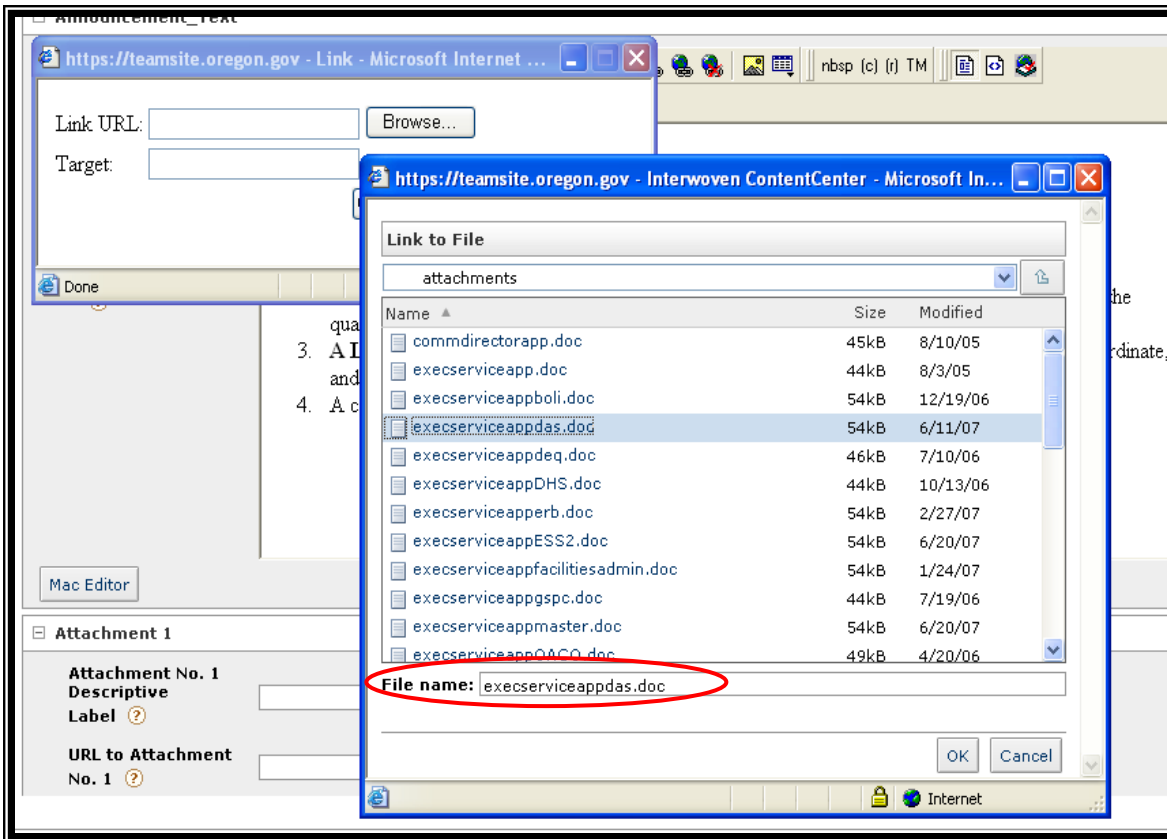 Announcement_Text
https://teamsite.oregon.gov - Link - Microsoft Internet ...
nbsp (c) (r) TM
Link URL:
Browse...
Target:
Done
https://teamsite.oregon.gov - Interwoven ContentCenter - Microsoft In...
Link to File
attachments
Name Size Modified
commdirectorapp.doc 45kB 8/10/05
execserviceapp.doc 44kB 8/3/05
execserviceappboli.doc 54kB 12/19/06
execserviceappdas.doc 54kB 6/11/07
execserviceappdeq.doc 46kB 7/10/06
execserviceappDHS.doc 44kB 10/13/06
execserviceapperb.doc 54kB 2/27/07
execserviceappESS2.doc 54kB 6/20/07
execserviceappfacilitiesadmin.doc 54kB 1/24/07
execserviceappgspc.doc 44kB 7/19/06
execserviceappmaster.doc 54kB 6/20/07
execserviceappOACO.doc 49kB 4/20/06
File name: execserviceappdas.doc
OK Cancel
Internet
he
qua
3. A rdinate,
and
4. A c
Mac Editor
Attachment 1
Attachment No. 1
Descriptive
Label ?
URL to Attachment
No. 1 ?